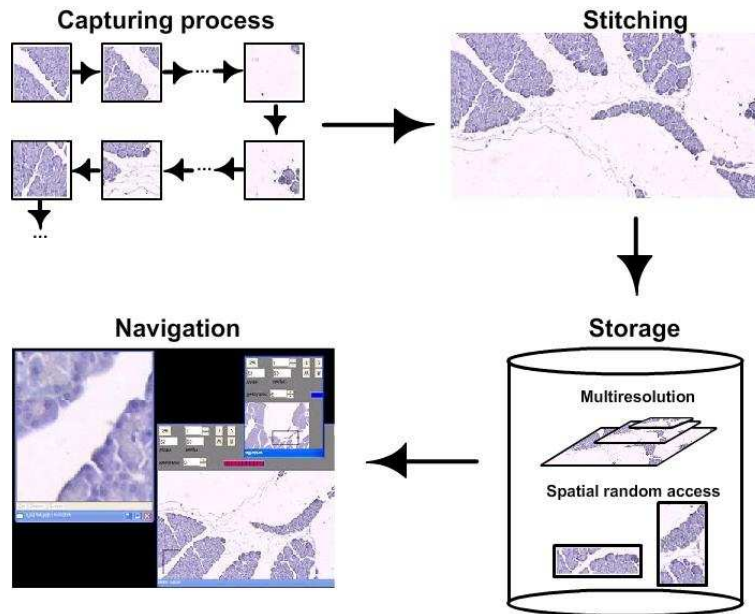 Capturing process
Stitching
...
...
...
Navigation
Storage
Multiresolution
Spatial random access